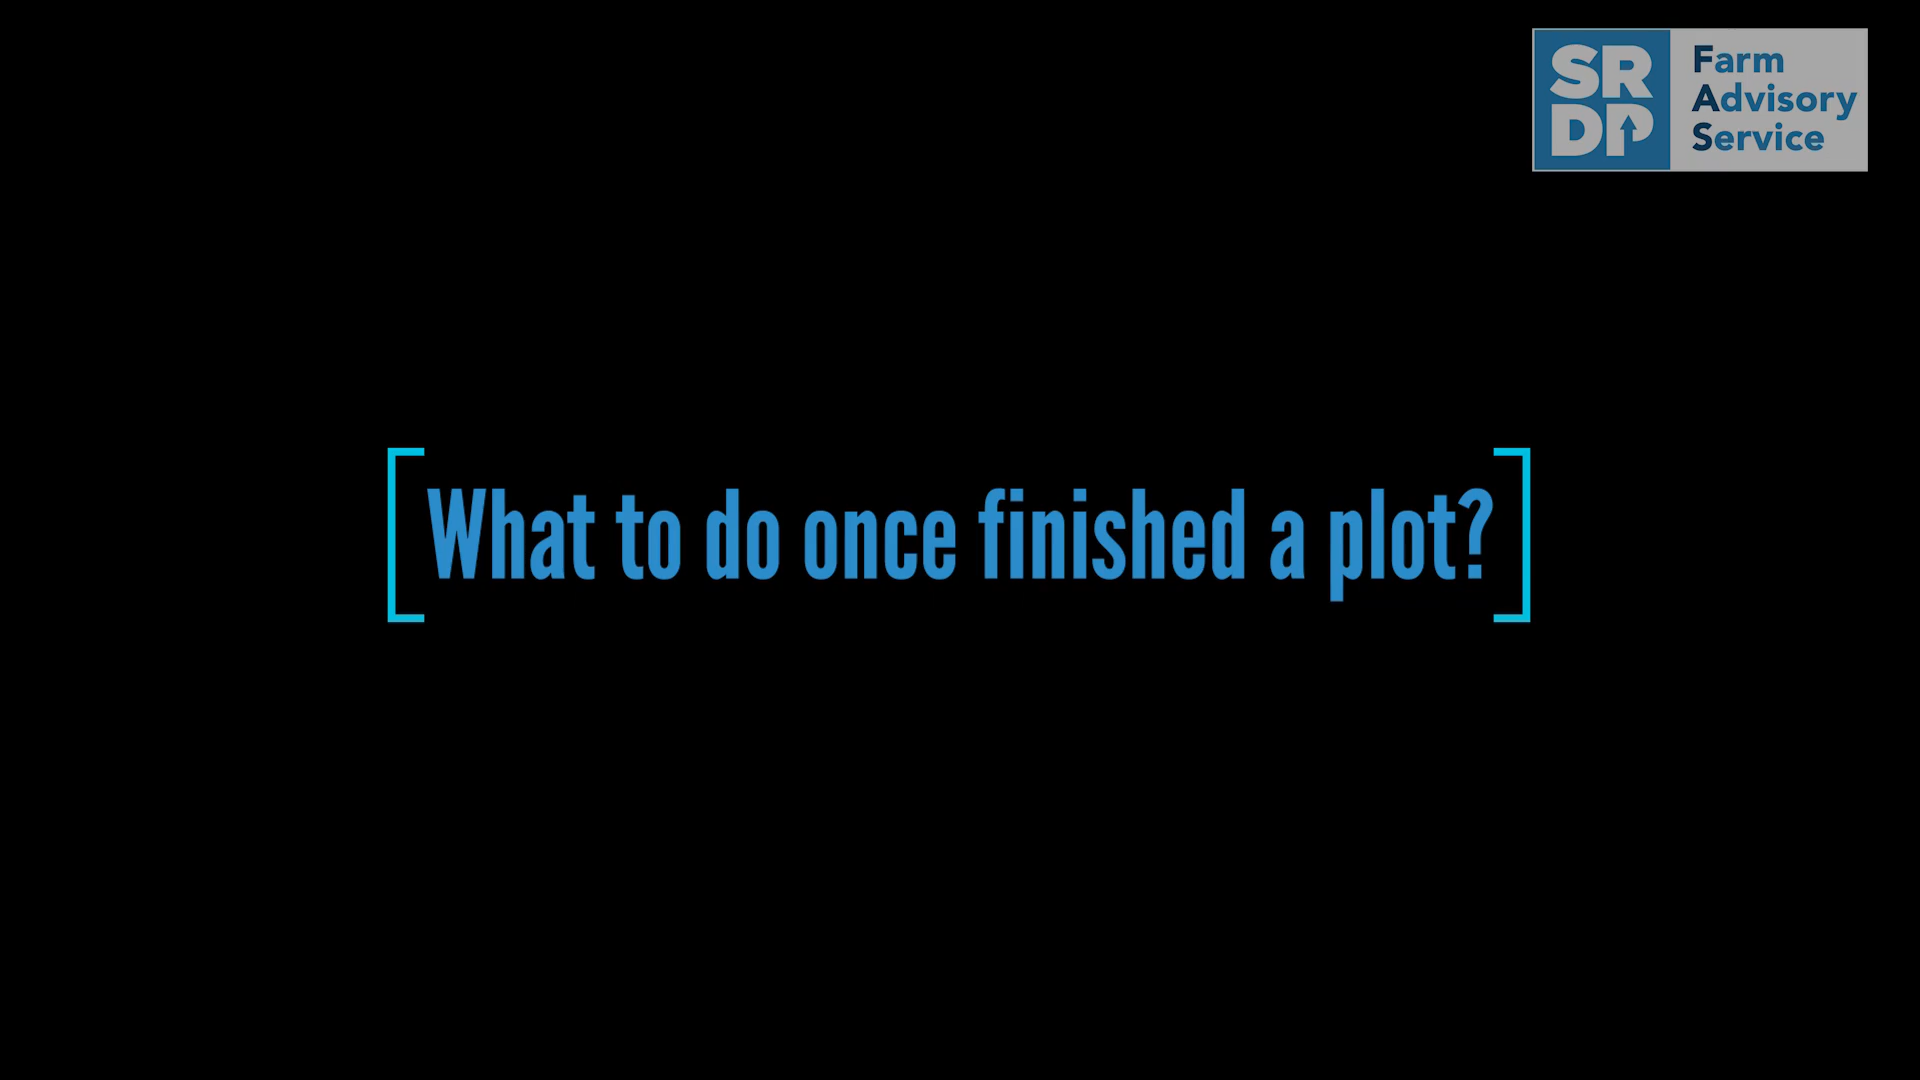 SR
DP
Farm
Advisory
Service
What to do once finished a plot?